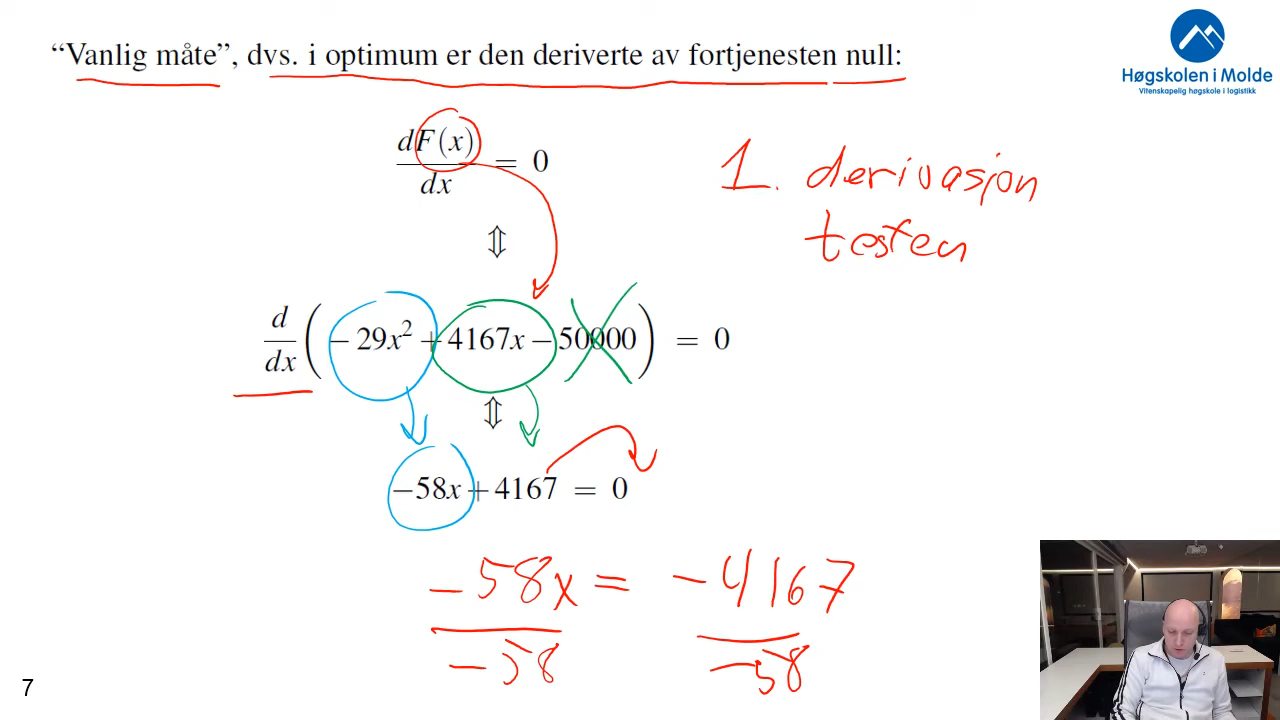 “Vanlig måte”, dvs. i optimum er den deriverte av fortjenesten null:
Høgskolen i Molde
Vitenskapelig høgskole i logistikk
dF(x)
dx
= 0
1. derivasjon
testen
⇕
d
dx
(−29x² + 4167x − 50000) = 0
⇕
−58x + 4167 = 0
−58x = −4167
−58 −58
7